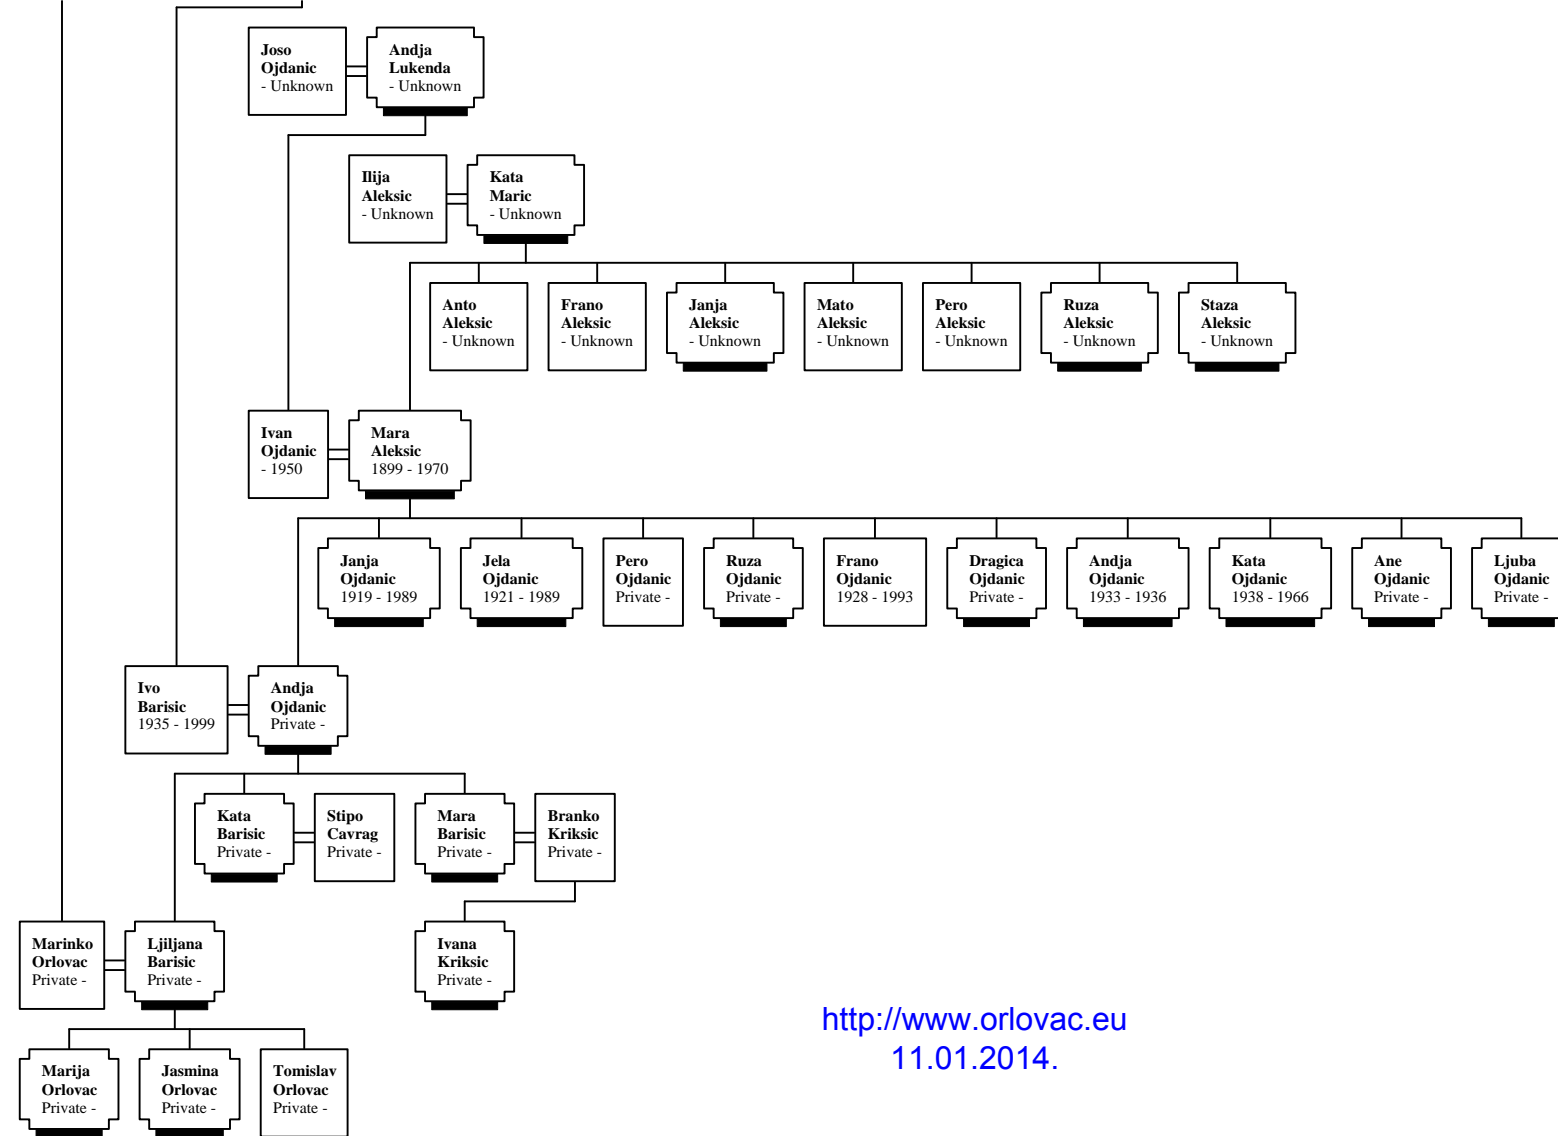 Joso
Ojdanic
- Unknown
Andja
Lukenda
- Unknown
Ilija
Aleksic
- Unknown
Kata
Maric
- Unknown
Anto
Aleksic
- Unknown
Frano
Aleksic
- Unknown
Janja
Aleksic
- Unknown
Mato
Aleksic
- Unknown
Pero
Aleksic
- Unknown
Ruza
Aleksic
- Unknown
Staza
Aleksic
- Unknown
Ivan
Ojdanic
- 1950
Mara
Aleksic
1899 - 1970
Janja
Ojdanic
1919 - 1989
Jela
Ojdanic
1921 - 1989
Pero
Ojdanic
Private -
Ruza
Ojdanic
Private -
Frano
Ojdanic
1928 - 1993
Dragica
Ojdanic
Private -
Andja
Ojdanic
1933 - 1936
Kata
Ojdanic
1938 - 1966
Ane
Ojdanic
Private -
Ljuba
Ojdanic
Private -
Ivo
Barisic
1935 - 1999
Andja
Ojdanic
Private -
Kata
Barisic
Private -
Stipo
Cavrag
Private -
Mara
Barisic
Private -
Branko
Kriksic
Private -
Marinko
Orlovac
Private -
Ljiljana
Barisic
Private -
Ivana
Kriksic
Private -
http://www.orlovac.eu
11.01.2014.
Marija
Orlovac
Private -
Jasmina
Orlovac
Private -
Tomislav
Orlovac
Private -